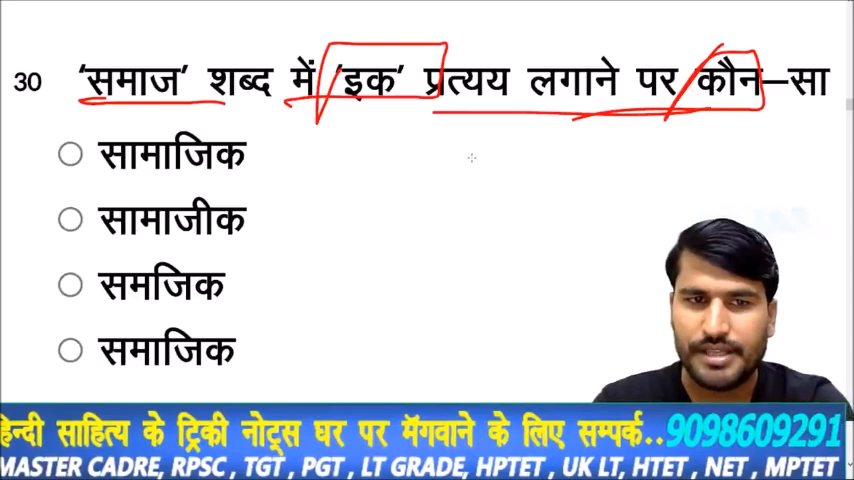 30 ‘समाज’ शब्द में ‘इक’ प्रत्यय लगाने पर कौन–सा
सामाजिक
सामाजीक
समजिक
समाजिक
हिन्दी साहित्य के ट्रिकी नोट्स घर पर मॅगवाने के लिए सम्पर्क..9098609291
MASTER CADRE, RPSC , TGT , PGT , LT GRADE, HPTET , UK LT, HTET , NET , MPTET